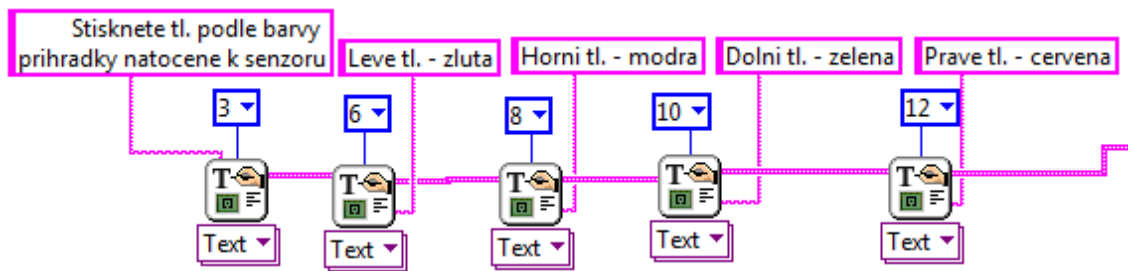 Stisknete tl. podle barvy
prihradky natocene k senzoru
Leve tl. - zluta
Horni tl. - modra
Dolni tl. - zelena
Prave tl. - cervena
3
6
8
10
12
T
T
T
T
T
Text
Text
Text
Text
Text